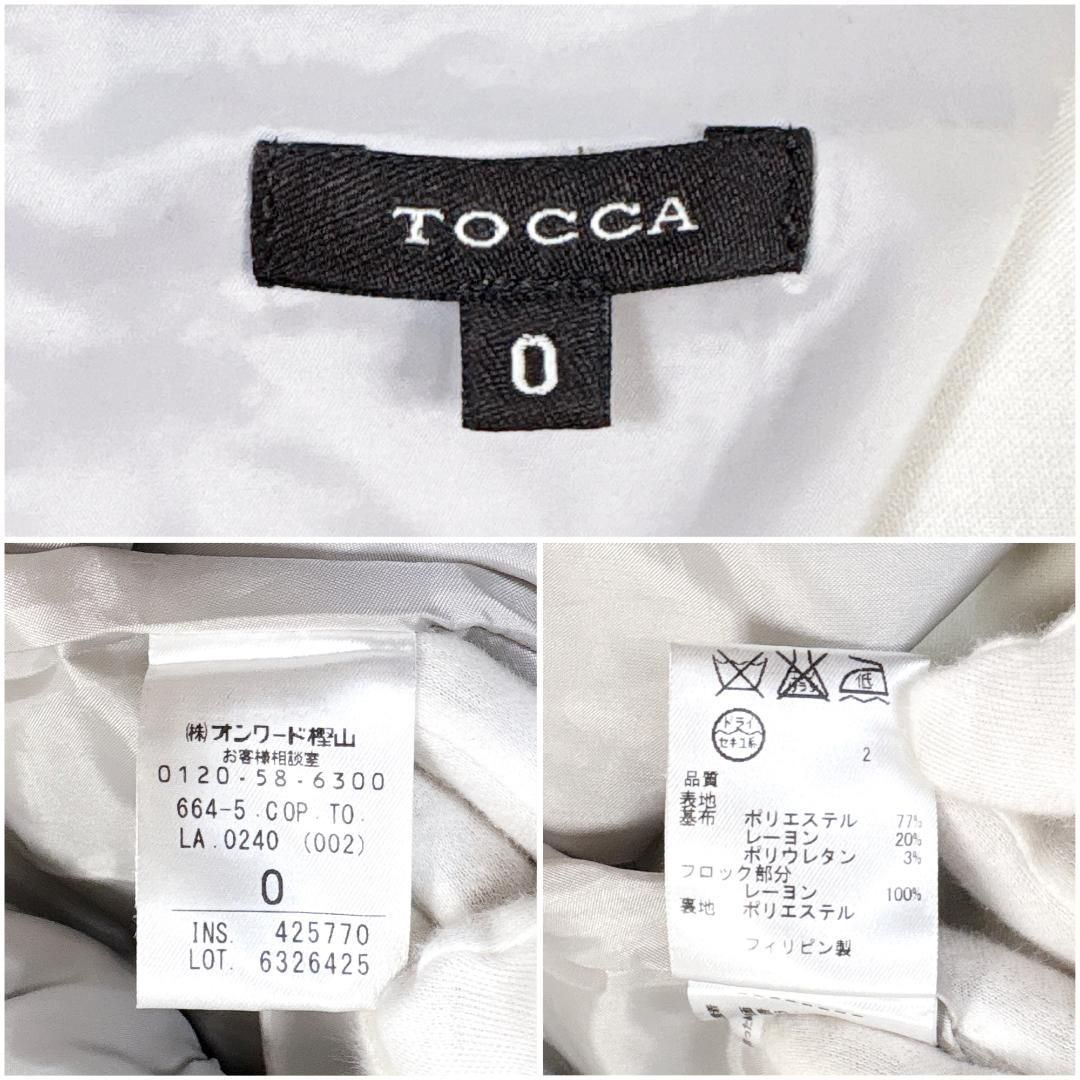 TOCCA
0
(株)オンワード樫山
お客様相談室
0120-58-6300
664-5.COP.TO.
LA.0240 (002)
0
INS. 425770
LOT. 6326425
低
ドライ
セキユ系
2
品質
表地
基布 ポリエステル 77%
レーヨン 20%
ポリウレタン 3%
フロック部分
レーヨン 100%
裏地 ポリエステル
フィリピン製